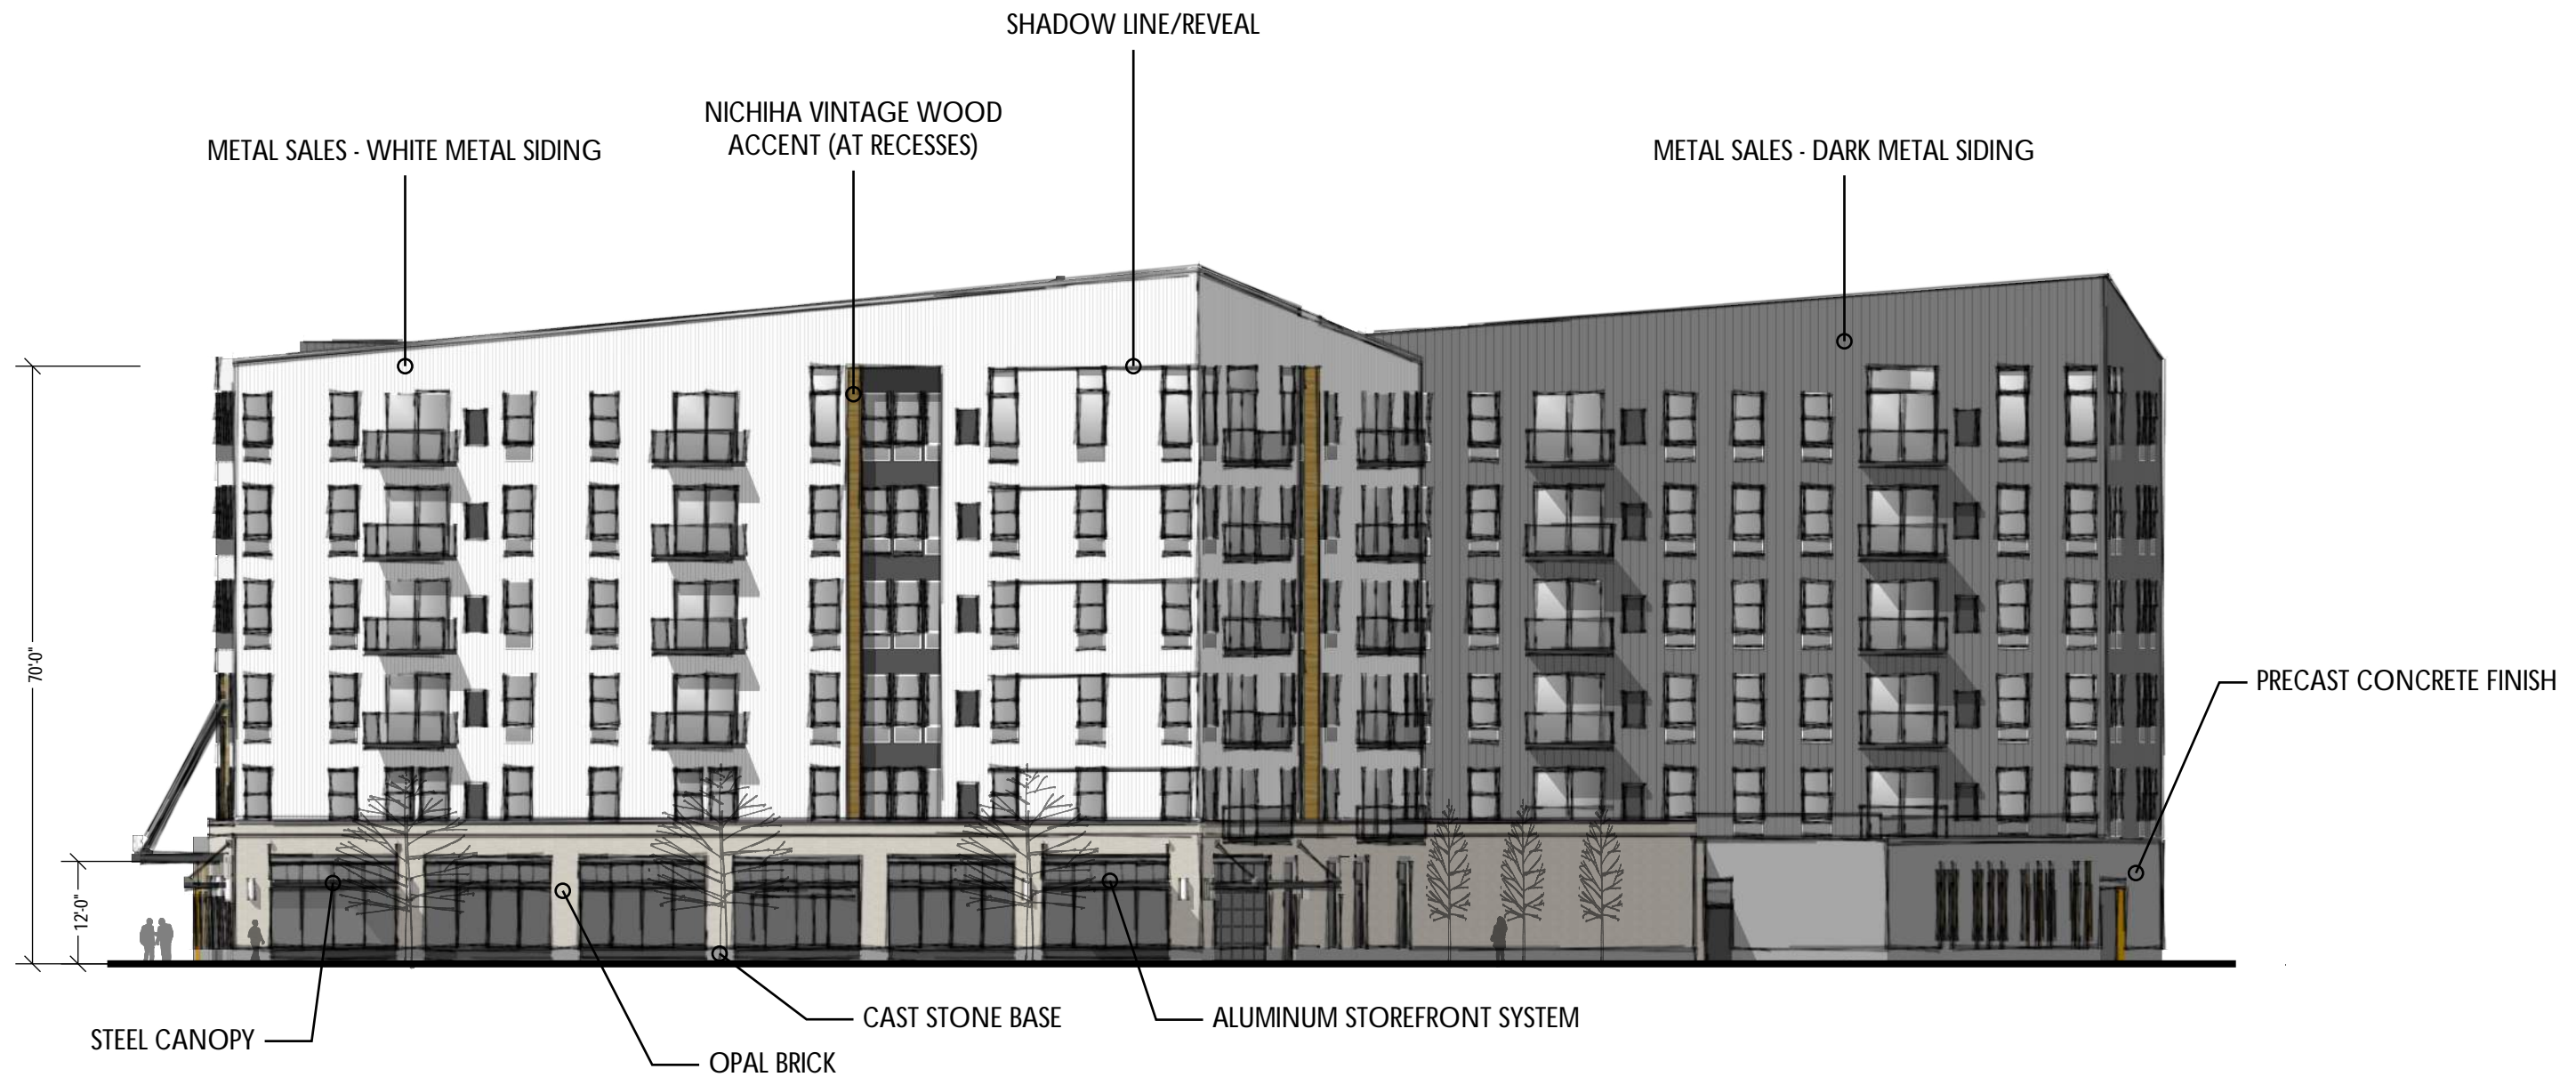 SHADOW LINE/REVEAL
NICHIHA VINTAGE WOOD
ACCENT (AT RECESSES)
METAL SALES - WHITE METAL SIDING
METAL SALES - DARK METAL SIDING
70'-0"
PRECAST CONCRETE FINISH
12'-0"
CAST STONE BASE
ALUMINUM STOREFRONT SYSTEM
STEEL CANOPY
OPAL BRICK